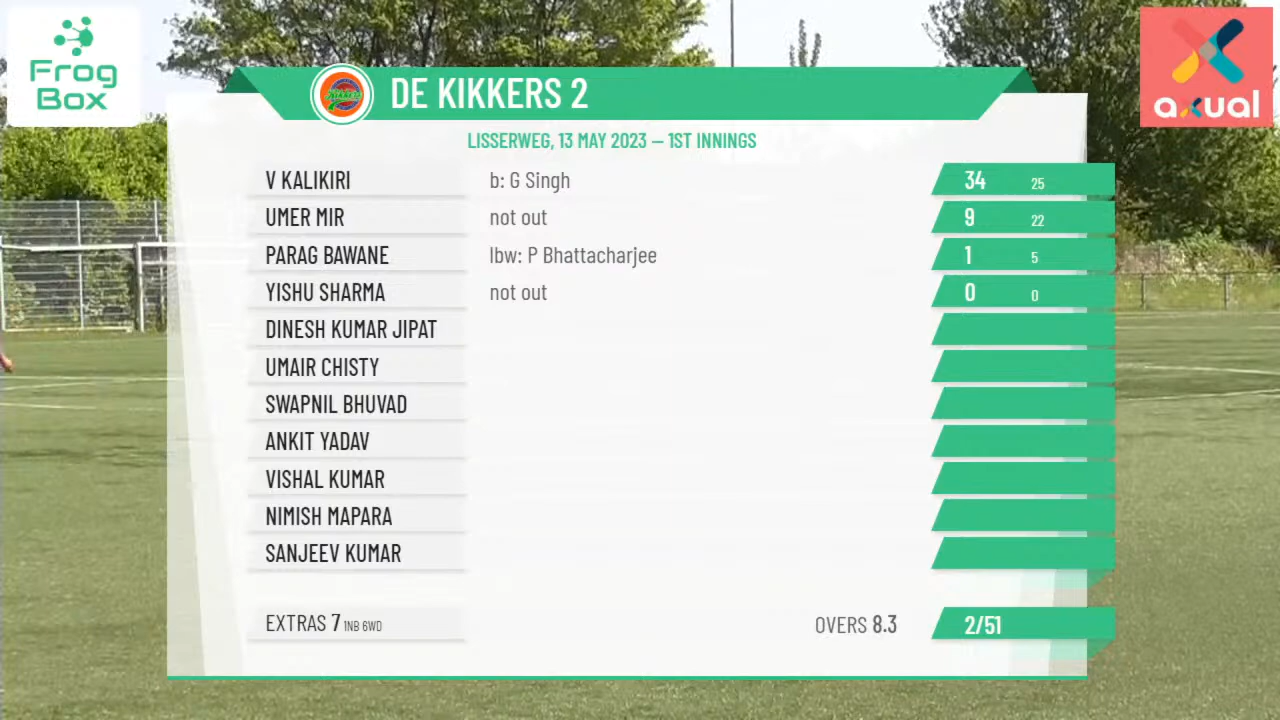 Frog
Box
axual
KIKKERS
DE KIKKERS 2
LISSERWEG, 13 MAY 2023 – 1ST INNINGS
V KALIKIRI b: G Singh 34 25
UMER MIR not out 9 22
PARAG BAWANE lbw: P Bhattacharjee 1 5
YISHU SHARMA not out 0 0
DINESH KUMAR JIPAT
UMAIR CHISTY
SWAPNIL BHUVAD
ANKIT YADAV
VISHAL KUMAR
NIMISH MAPARA
SANJEEV KUMAR
EXTRAS 7 1NB 6WD OVERS 8.3 2/51